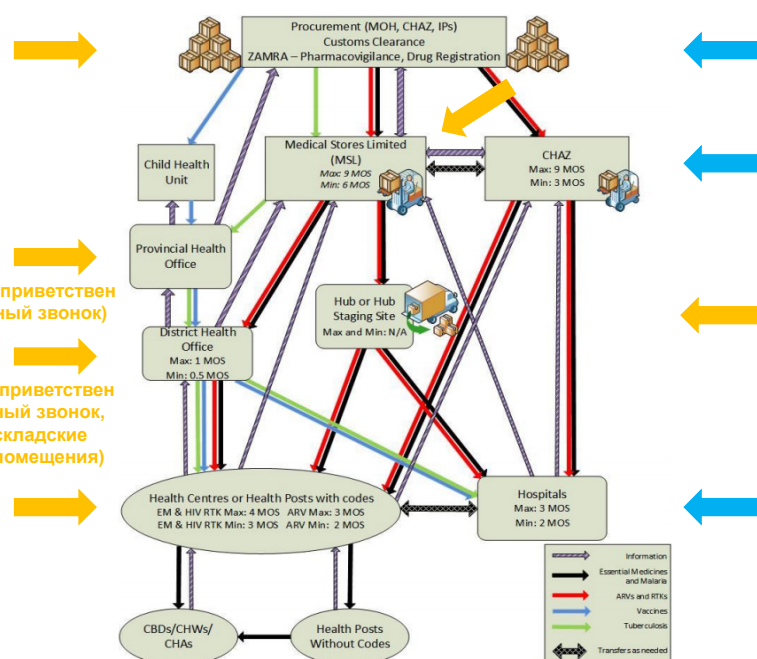 Procurement (MOH, CHAZ, IPs)
Customs Clearance
ZAMRA – Pharmacovigilance, Drug Registration
Medical Stores Limited
(MSL)
Max: 9 MOS
Min: 6 MOS
CHAZ
Max: 9 MOS
Min: 3 MOS
Child Health
Unit
Provincial Health
Office
приветствен
ный звонок)
Hub or Hub
Staging Site
Max and Min: N/A
District Health
Office
Max: 1 MOS
Min: 0.5 MOS
приветствен
ный звонок,
складские
помещения)
Health Centres or Health Posts with codes
EM & HIV RTK Max: 4 MOS ARV Max: 3 MOS
EM & HIV RTK Min: 3 MOS ARV Min: 2 MOS
Hospitals
Max: 3 MOS
Min: 2 MOS
CBDs/CHWs/
CHAs
Health Posts
Without Codes
Information
Essential Medicines
and Malaria
ARVs and RTKs
Vaccines
Tuberculosis
Transfers as needed